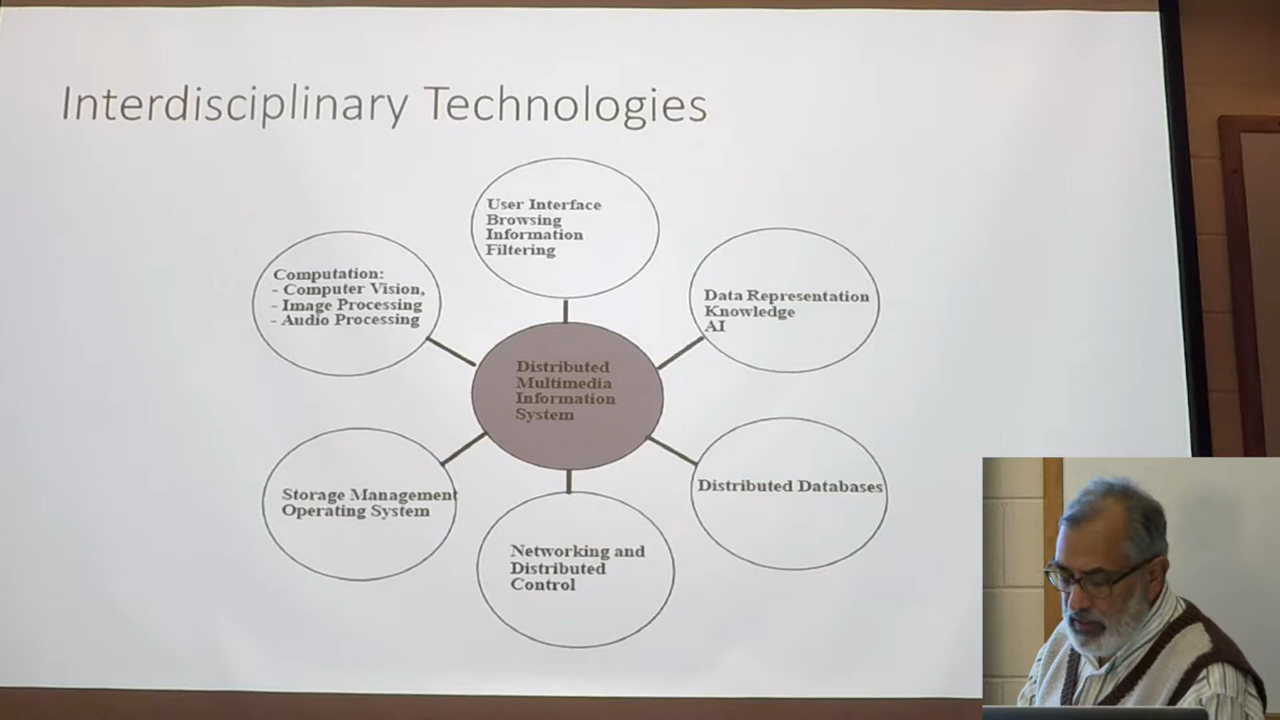 Interdisciplinary Technologies
User Interface
Browsing
Information
Filtering
Computation:
- Computer Vision,
- Image Processing
- Audio Processing
Data Representation
Knowledge
AI
Distributed
Multimedia
Information
System
Storage Management
Operating System
Distributed Databases
Networking and
Distributed
Control